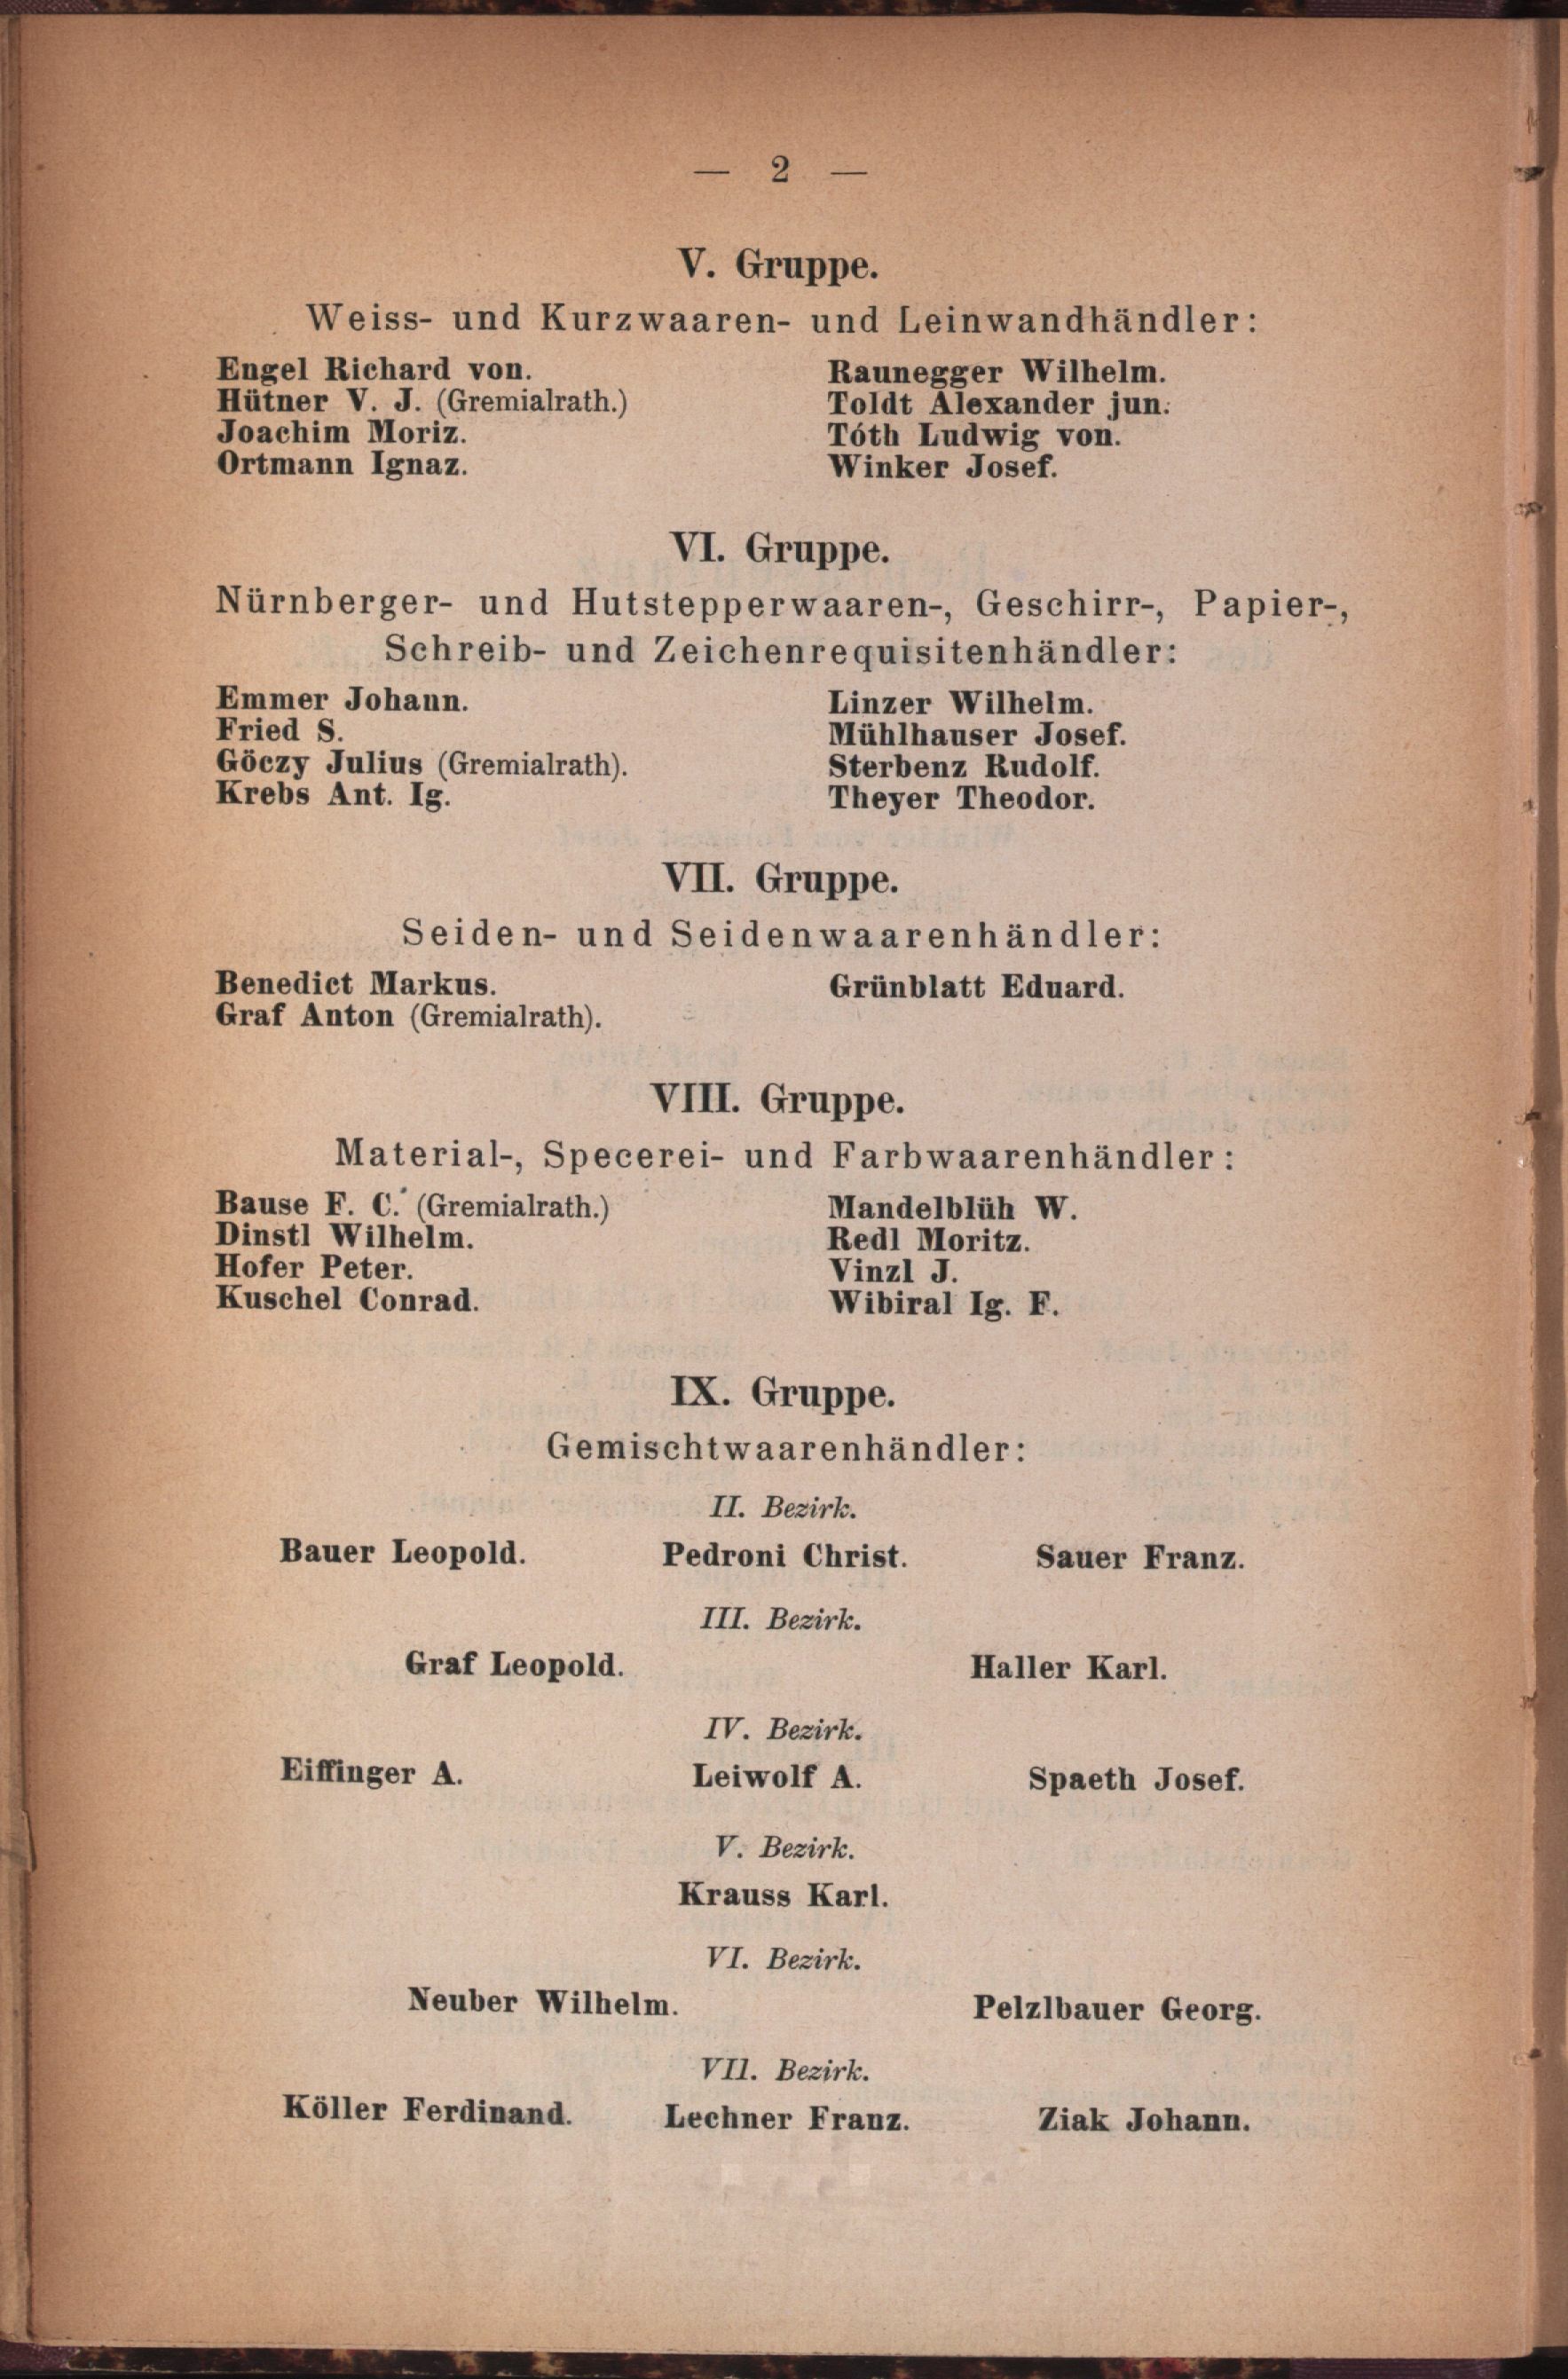 — 2 —
V. Gruppe.
Weiss- und Kurzwaaren- und Leinwandhändler:
Engel Richard von.
Hütner V. J. (Gremialrath.)
Joachim Moriz.
Ortmann Ignaz.
Raunegger Wilhelm.
Toldt Alexander jun.
Tóth Ludwig von.
Winker Josef.
VI. Gruppe.
Nürnberger- und Hutstepperwaaren-, Geschirr-, Papier-,
Schreib- und Zeichenrequisitenhändler:
Emmer Johann.
Fried S.
Göczy Julius (Gremialrath).
Krebs Ant. Ig.
Linzer Wilhelm.
Mühlhauser Josef.
Sterbenz Rudolf.
Theyer Theodor.
VII. Gruppe.
Seiden- und Seidenwaarenhändler:
Benedict Markus.
Graf Anton (Gremialrath).
Grünblatt Eduard.
VIII. Gruppe.
Material-, Specerei- und Farbwaarenhändler:
Bause F. C. (Gremialrath.)
Dinstl Wilhelm.
Hofer Peter.
Kuschel Conrad.
Mandelblüh W.
Redl Moritz.
Vinzl J.
Wibiral Ig. F.
IX. Gruppe.
Gemischtwaarenhändler:
II. Bezirk.
Bauer Leopold. Pedroni Christ. Sauer Franz.
III. Bezirk.
Graf Leopold. Haller Karl.
IV. Bezirk.
Eiffinger A. Leiwolf A. Spaeth Josef.
V. Bezirk.
Krauss Karl.
VI. Bezirk.
Neuber Wilhelm. Pelzlbauer Georg.
VII. Bezirk.
Köller Ferdinand. Lechner Franz. Ziak Johann.